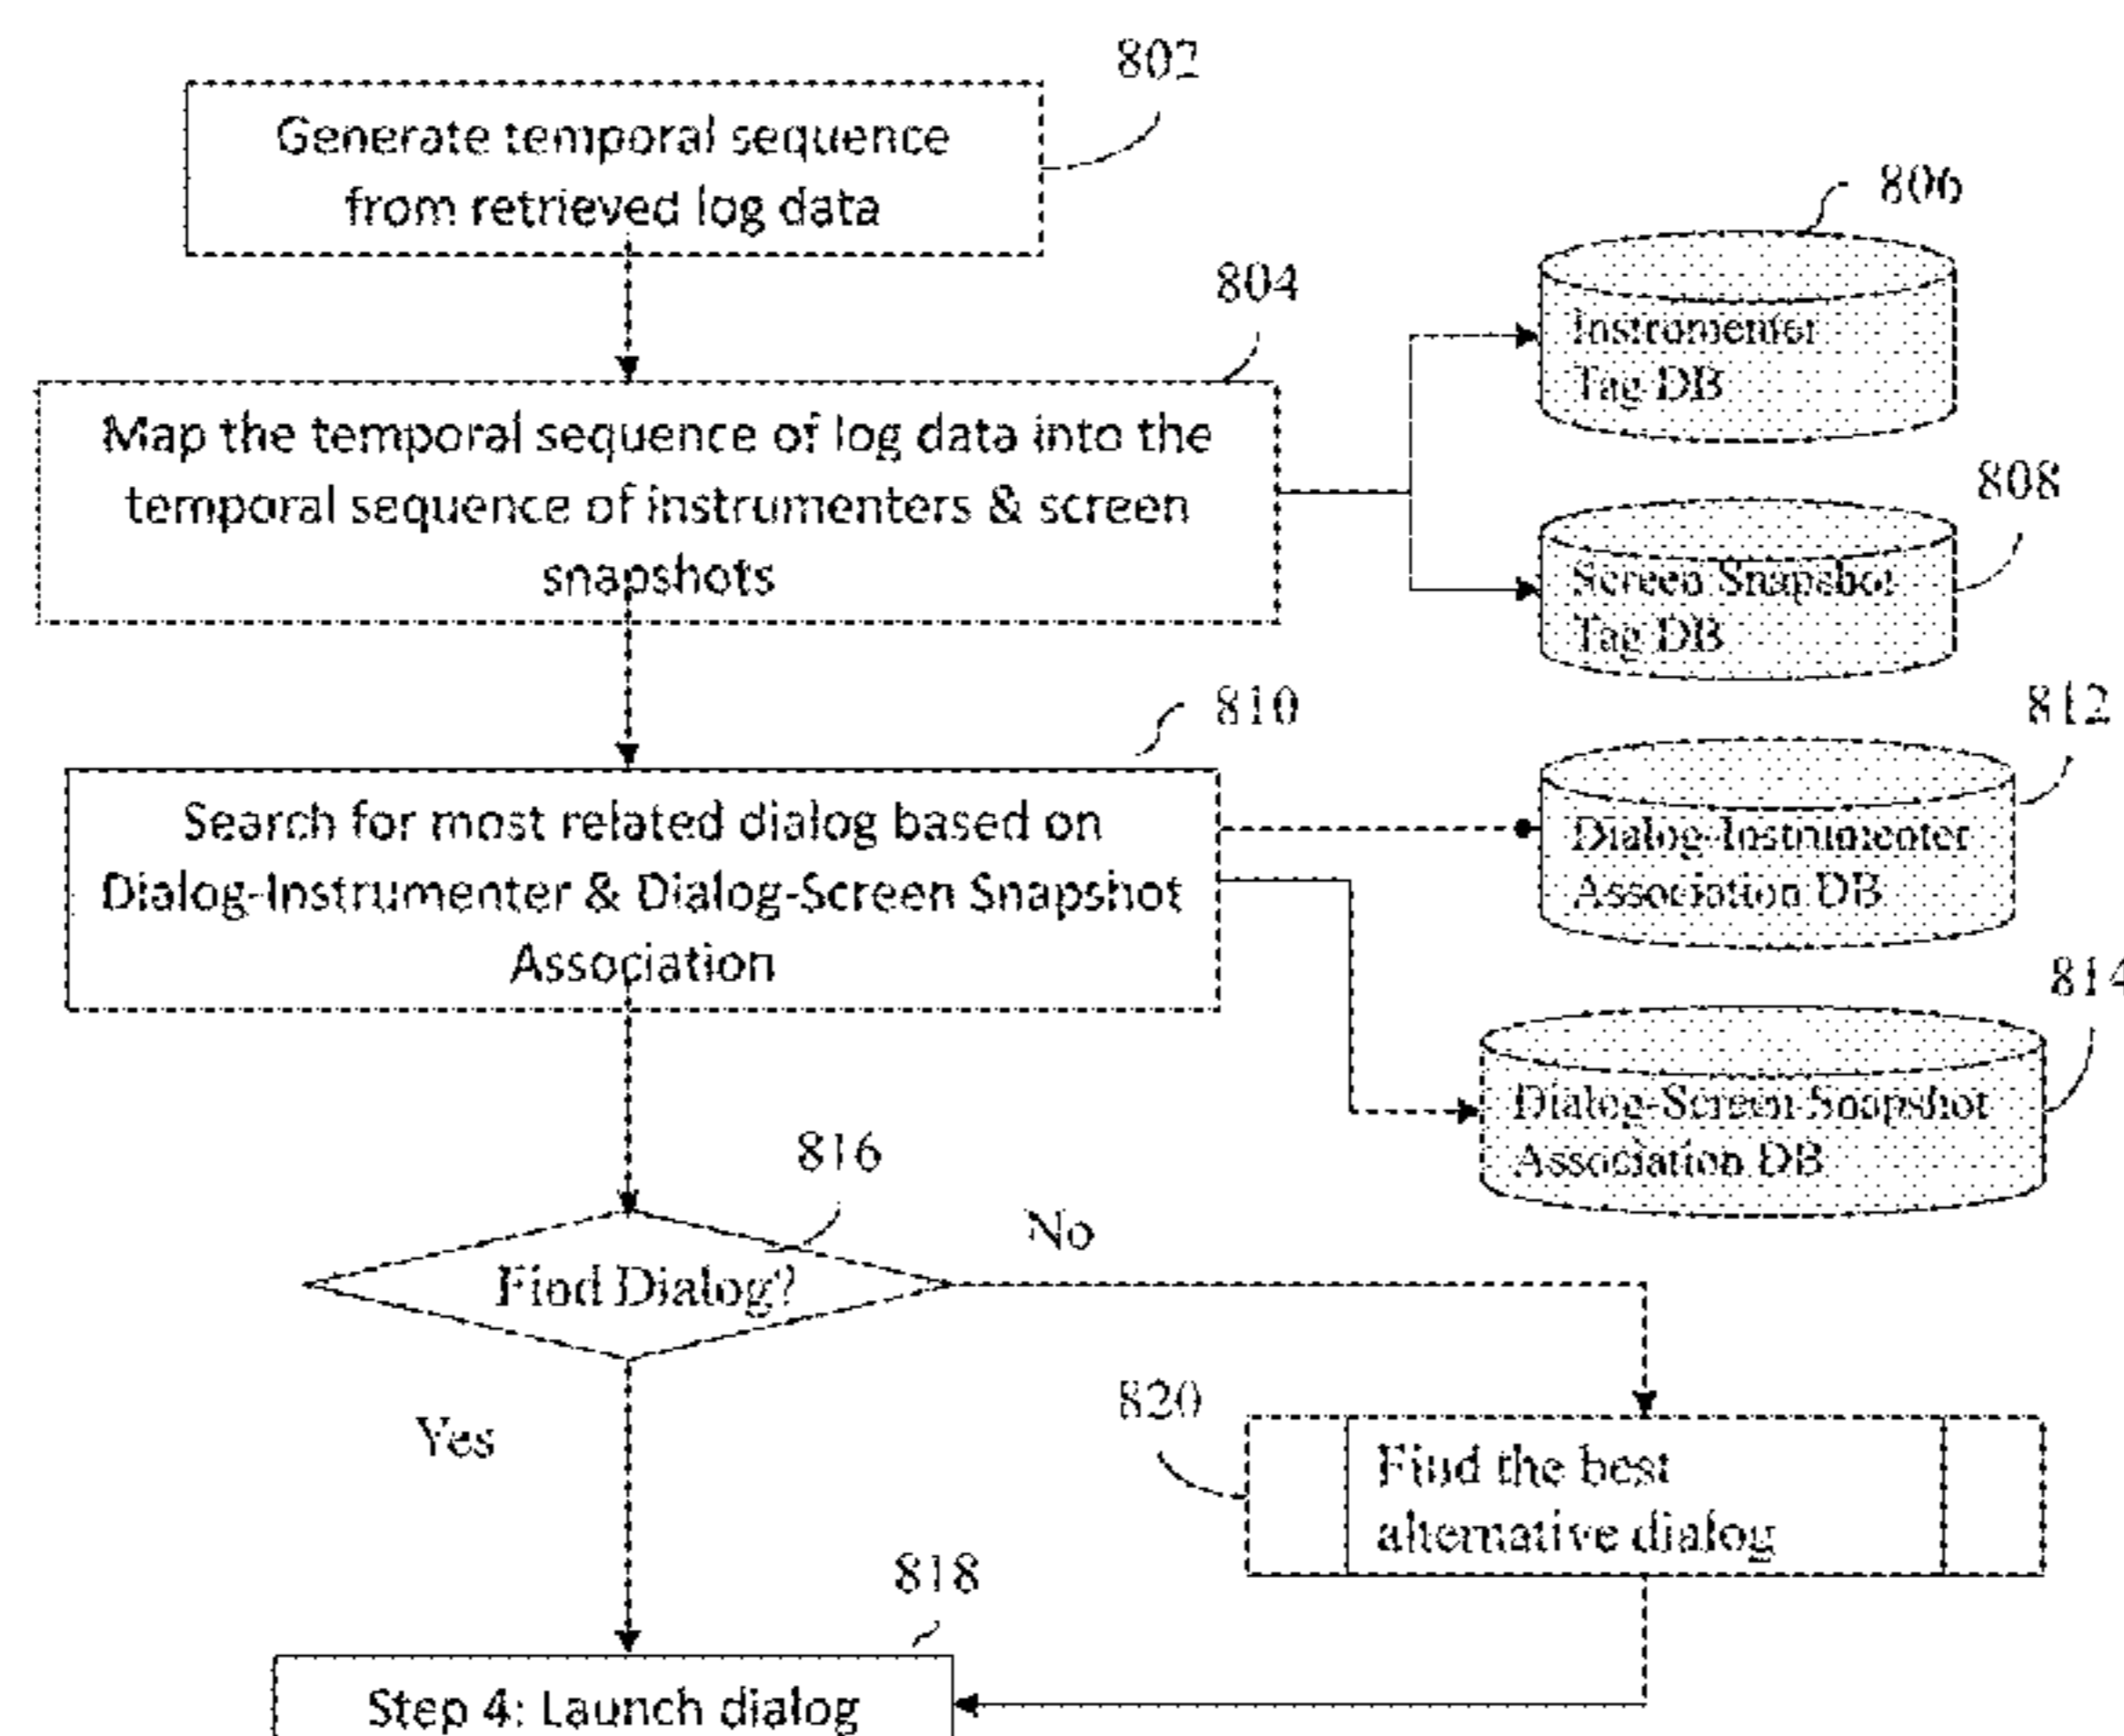 802
Generate temporal sequence
from retrieved log data
804
806
Instrumenter
Tag DB
Map the temporal sequence of log data into the
temporal sequence of instrumenters & screen
snapshots
808
Screen Snapshot
Tag DB
810
Search for most related dialog based on
Dialog-Instrumenter & Dialog-Screen Snapshot
Association
812
Dialog-Instrumenter
Association DB
814
Dialog-Screen-Snapshot
Association DB
816
Find Dialog?
No
Yes
820
Find the best
alternative dialog
818
Step 4: Launch dialog